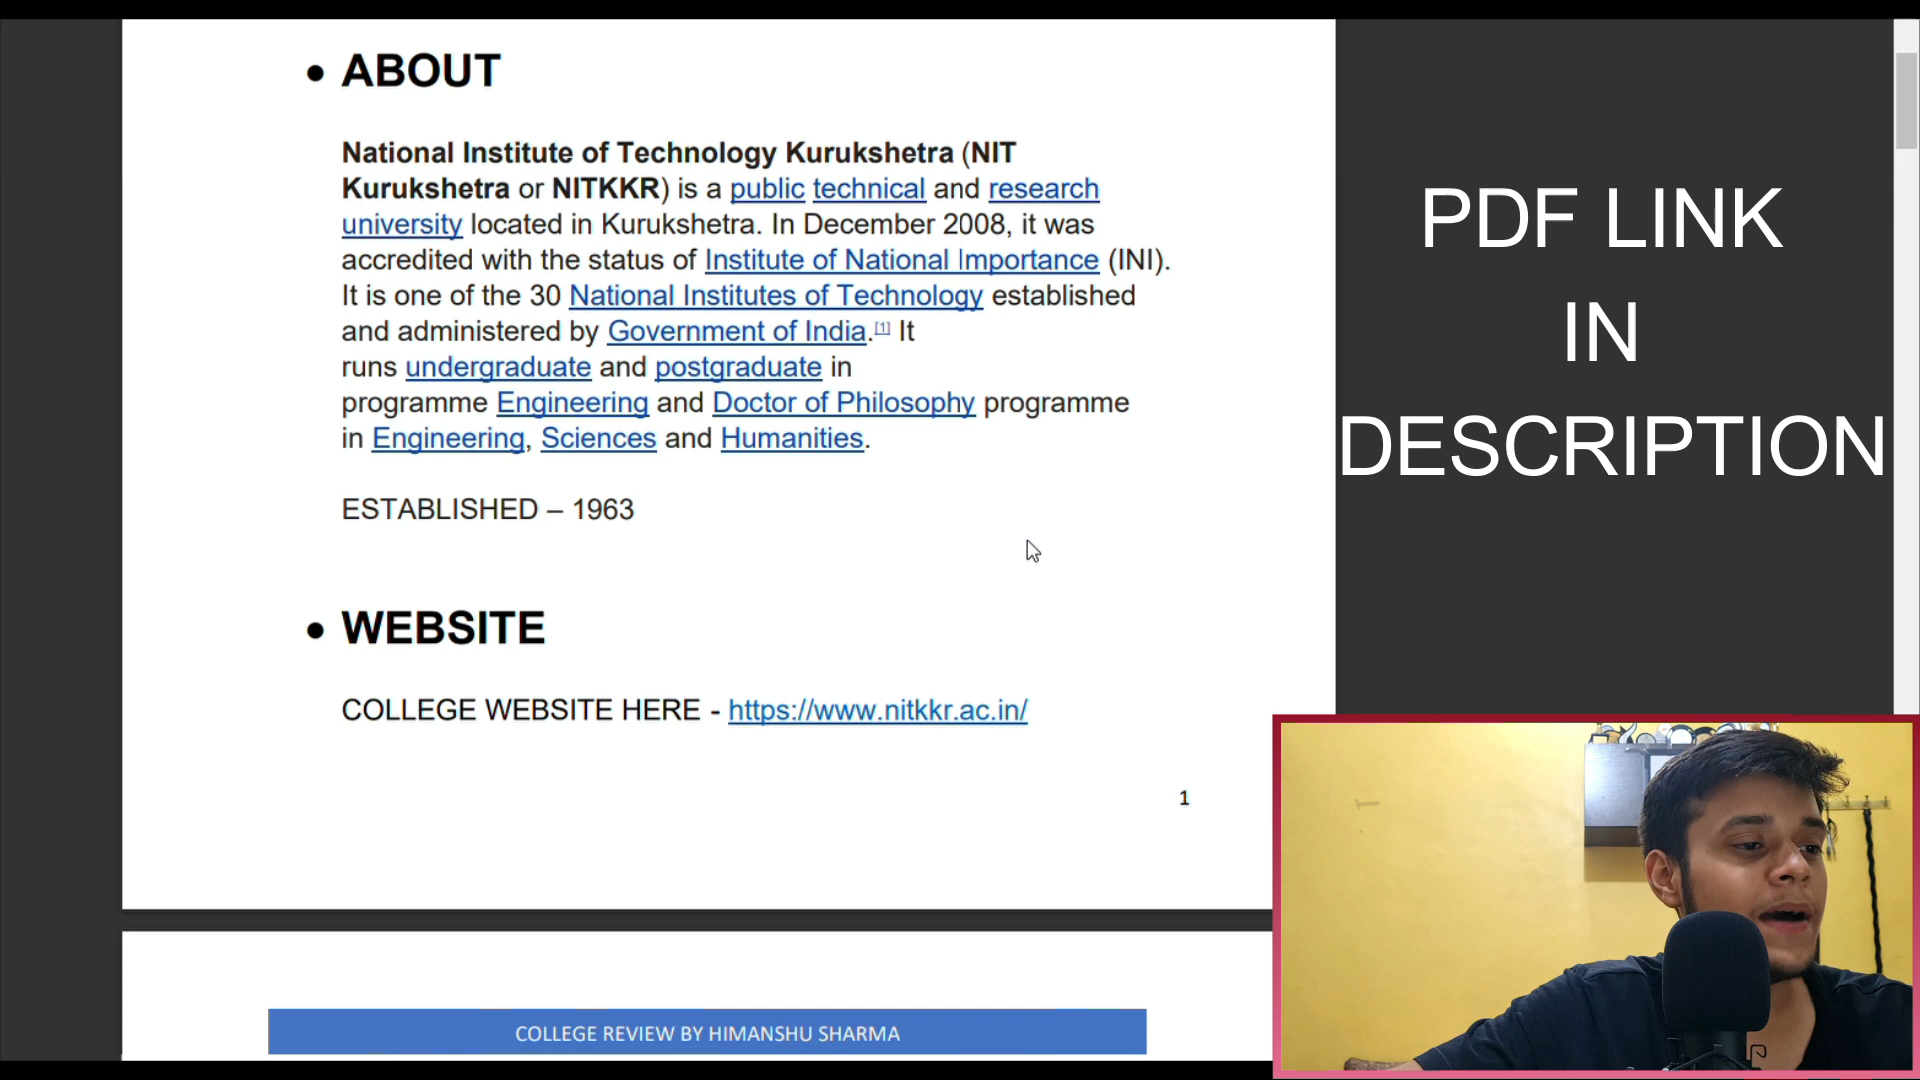 • ABOUT
National Institute of Technology Kurukshetra (NIT
Kurukshetra or NITKKR) is a public technical and research
university located in Kurukshetra. In December 2008, it was
accredited with the status of Institute of National Importance (INI).
It is one of the 30 National Institutes of Technology established
and administered by Government of India.[1] It
runs undergraduate and postgraduate in
programme Engineering and Doctor of Philosophy programme
in Engineering, Sciences and Humanities.
ESTABLISHED – 1963
• WEBSITE
COLLEGE WEBSITE HERE - https://www.nitkkr.ac.in/
1
COLLEGE REVIEW BY HIMANSHU SHARMA
PDF LINK
IN
DESCRIPTION